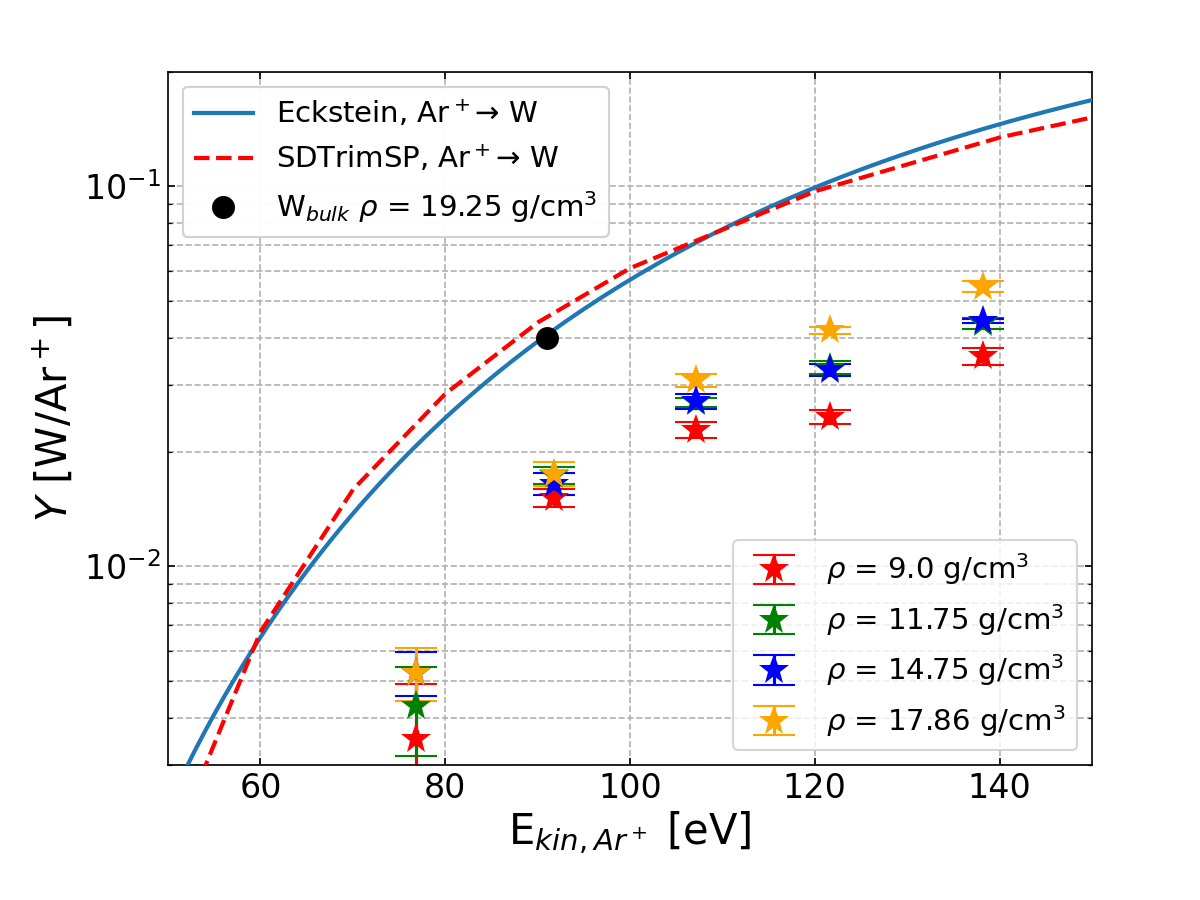 Eckstein, Ar⁺→ W
SDTrimSP, Ar⁺→ W
W_bulk ρ = 19.25 g/cm³
10⁻¹
10⁻²
Y [W/Ar⁺]
ρ = 9.0 g/cm³
ρ = 11.75 g/cm³
ρ = 14.75 g/cm³
ρ = 17.86 g/cm³
60 80 100 120 140
E_kin, Ar⁺ [eV]